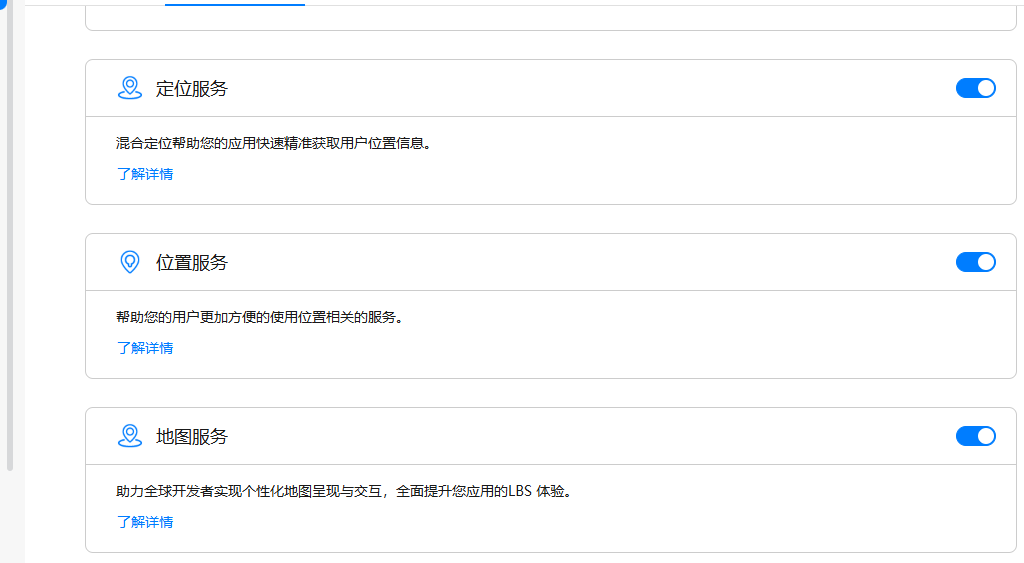 定位服务
混合定位帮助您的应用快速精准获取用户位置信息。
了解详情
位置服务
帮助您的用户更加方便的使用位置相关的服务。
了解详情
地图服务
助力全球开发者实现个性化地图呈现与交互，全面提升您应用的LBS 体验。
了解详情